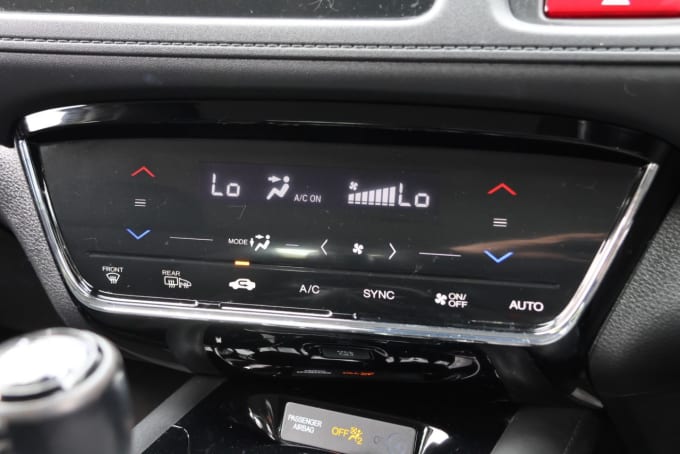 Lo A/C ON Lo
MODE
FRONT
REAR
A/C
SYNC
ON/
OFF
AUTO
PASSENGER
AIRBAG
OFF